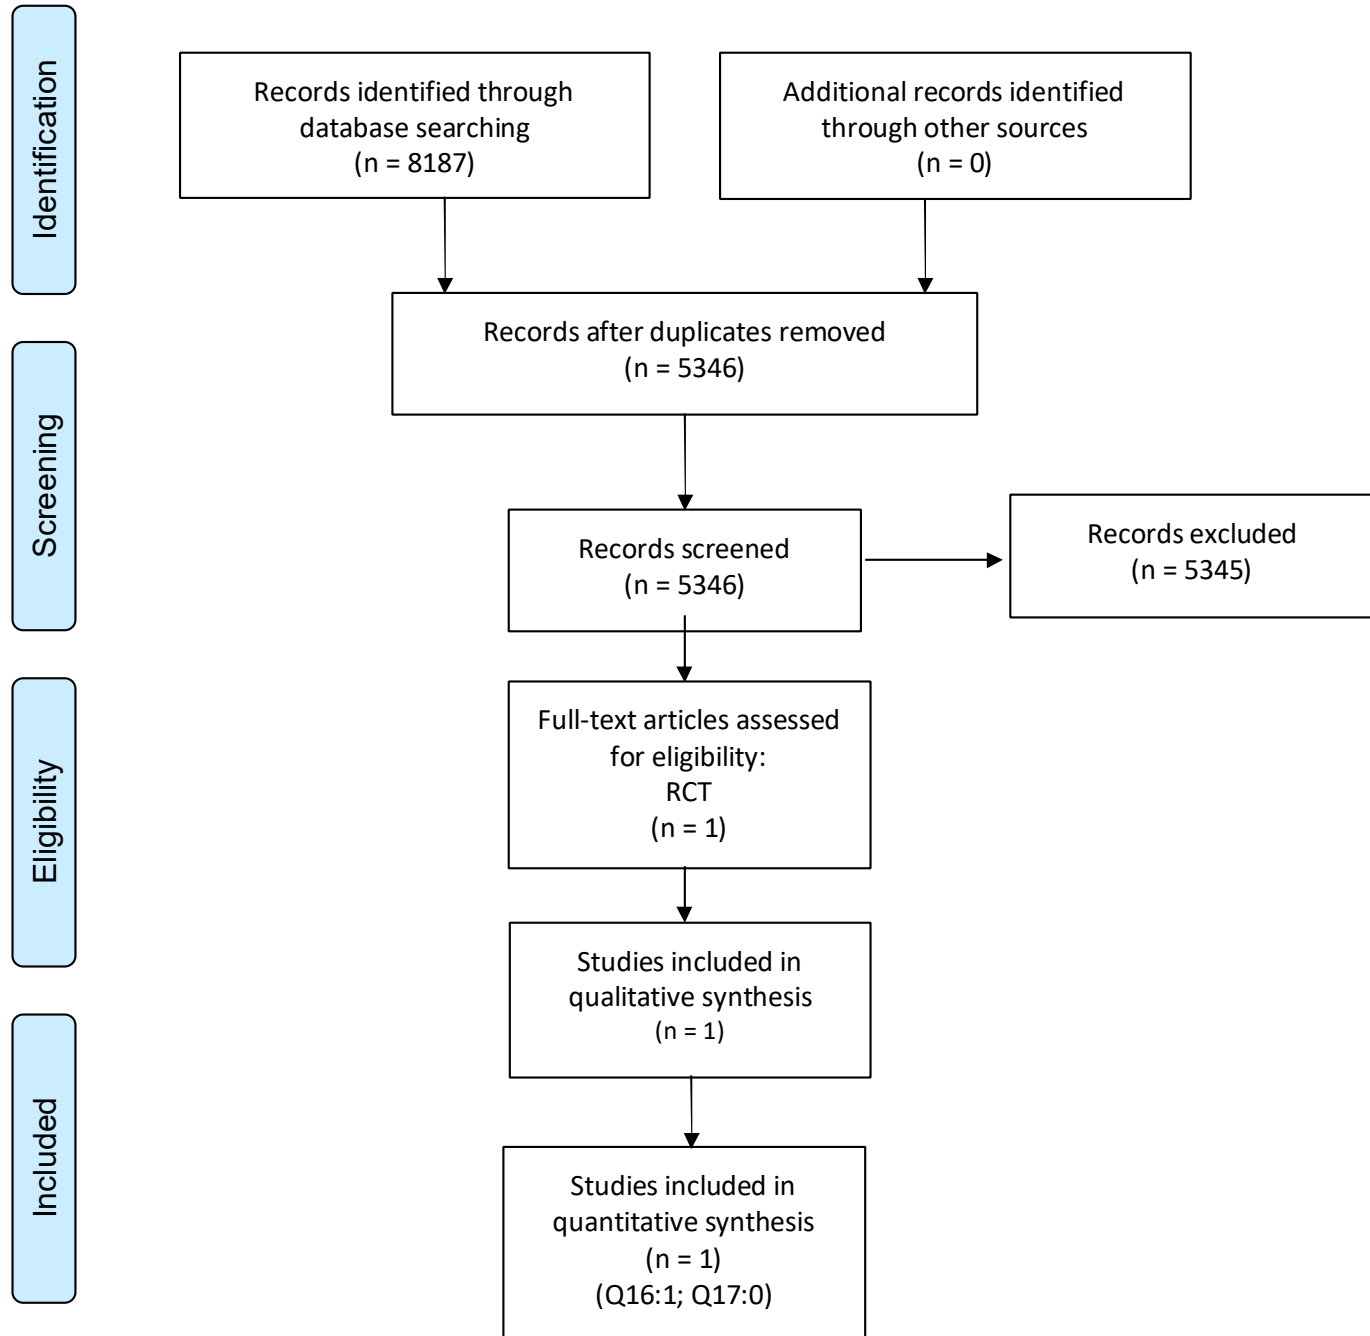 Identification
Records identified through
database searching
(n = 8187)
Additional records identified
through other sources
(n = 0)
Records after duplicates removed
(n = 5346)
Screening
Records screened
(n = 5346)
Records excluded
(n = 5345)
Eligibility
Full-text articles assessed
for eligibility:
RCT
(n = 1)
Studies included in
qualitative synthesis
(n = 1)
Included
Studies included in
quantitative synthesis
(n = 1)
(Q16:1; Q17:0)